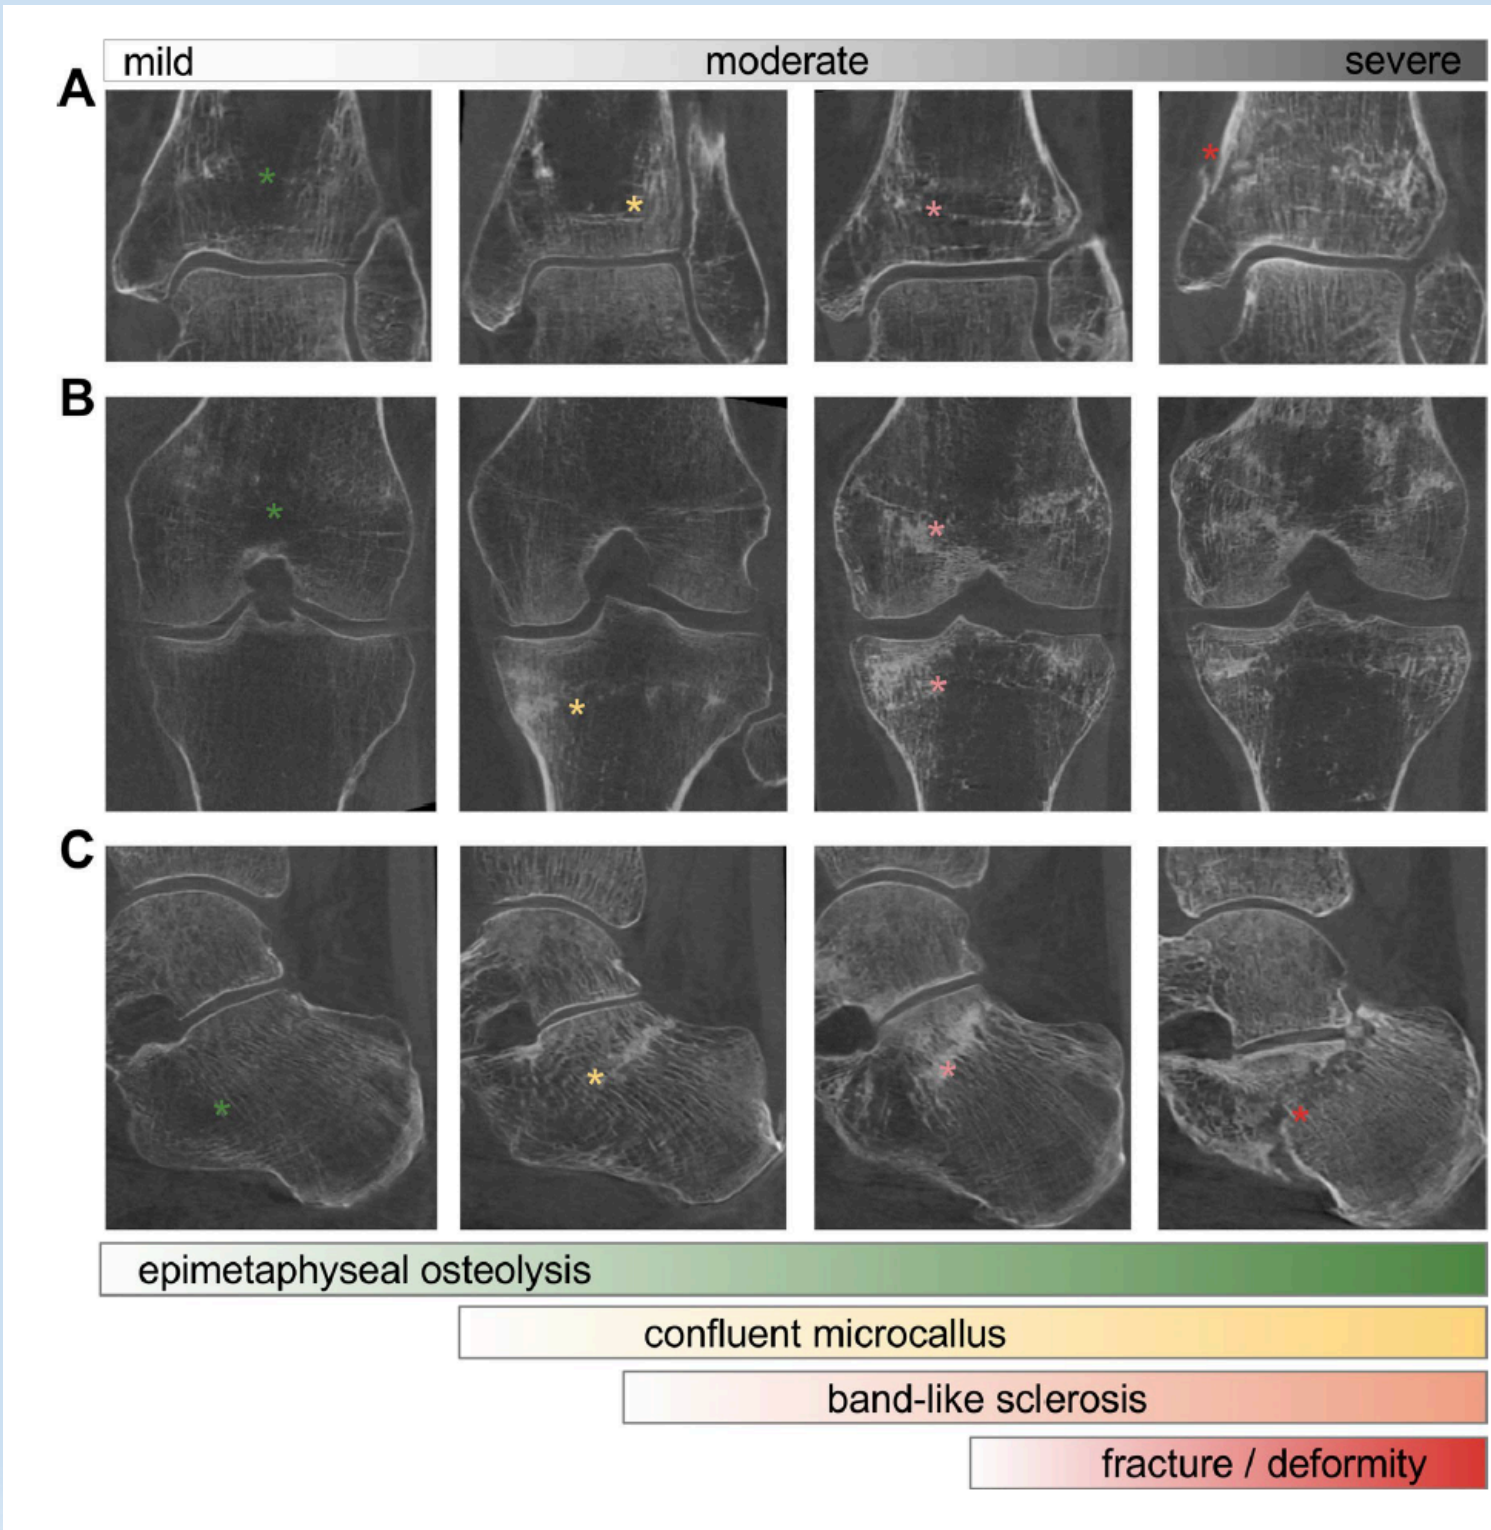 mild moderate severe
A
B
C
epimetaphyseal osteolysis
confluent microcallus
band-like sclerosis
fracture / deformity